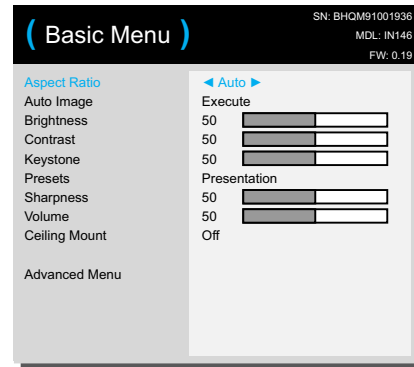 SN: BHQM91001936
( Basic Menu )
MDL: IN146
FW: 0.19
Aspect Ratio ◄ Auto ►
Auto Image Execute
Brightness 50
Contrast 50
Keystone 50
Presets Presentation
Sharpness 50
Volume 50
Ceiling Mount Off
Advanced Menu